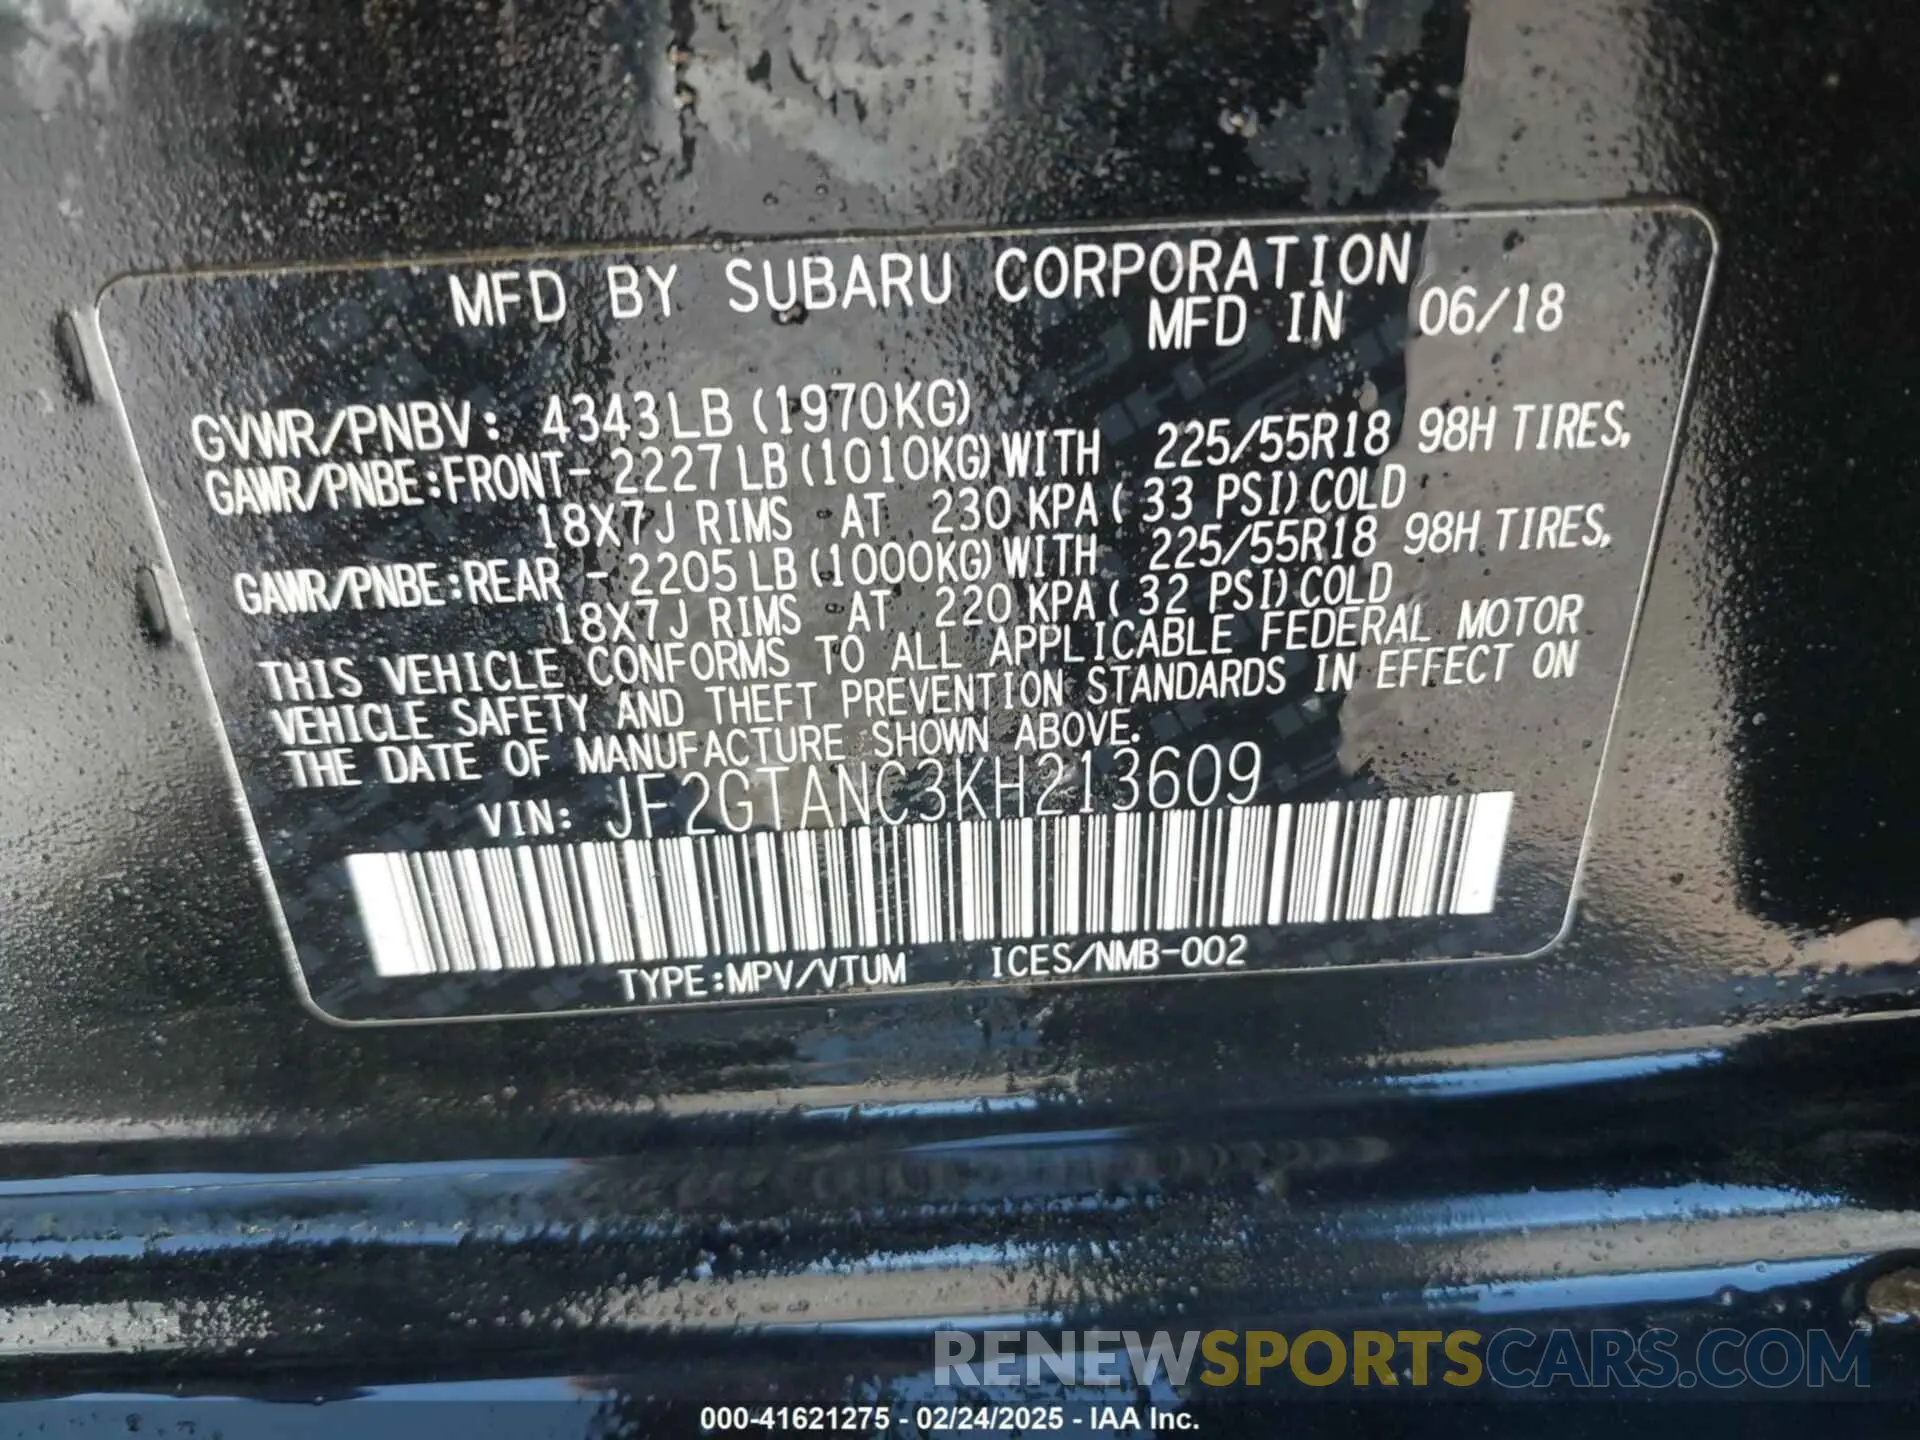 MFD BY SUBARU CORPORATION
MFD IN 06/18
GVWR/PNBV: 4343LB (1970KG)
GAWR/PNBE:FRONT- 2227LB(1010KG)WITH 225/55R18 98H TIRES,
18X7J RIMS AT 230 KPA( 33 PSI)COLD
GAWR/PNBE:REAR - 2205LB(1000KG)WITH 225/55R18 98H TIRES,
18X7J RIMS AT 220 KPA( 32 PSI)COLD
THIS VEHICLE CONFORMS TO ALL APPLICABLE FEDERAL MOTOR
VEHICLE SAFETY AND THEFT PREVENTION STANDARDS IN EFFECT ON
THE DATE OF MANUFACTURE SHOWN ABOVE.
VIN: JF2GTANC3KH213609
TYPE:MPV/VTUM ICES/NMB-002
RENEWSPORTSCARS.COM
000-41621275 - 02/24/2025 - IAA Inc.